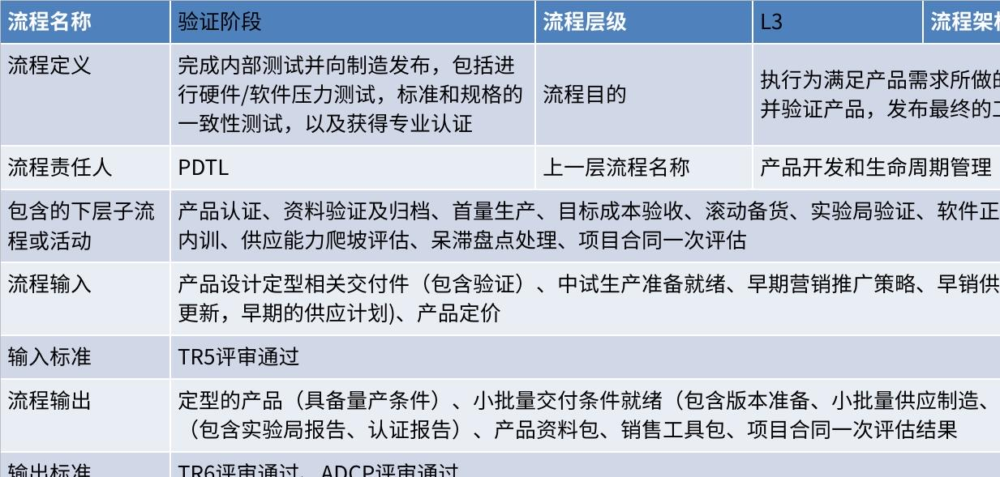 流程名称 验证阶段 流程层级 L3 流程架
流程定义
完成内部测试并向制造发布，包括进
行硬件/软件压力测试，标准和规格的
一致性测试，以及获得专业认证
流程目的
执行为满足产品需求所做的
并验证产品，发布最终的
流程责任人 PDTL 上一层流程名称 产品开发和生命周期管理
包含的下层子流
程或活动
产品认证、资料验证及归档、首量生产、目标成本验收、滚动备货、实验局验证、软件正
内训、供应能力爬坡评估、呆滞盘点处理、项目合同一次评估
流程输入
产品设计定型相关交付件（包含验证）、中试生产准备就绪、早期营销推广策略、早销供
更新，早期的供应计划)、产品定价
输入标准 TR5评审通过
流程输出
定型的产品（具备量产条件）、小批量交付条件就绪（包含版本准备、小批量供应制造、
（包含实验局报告、认证报告）、产品资料包、销售工具包、项目合同一次评估结果
输出标准 TR6评审通过、ADCP评审通过